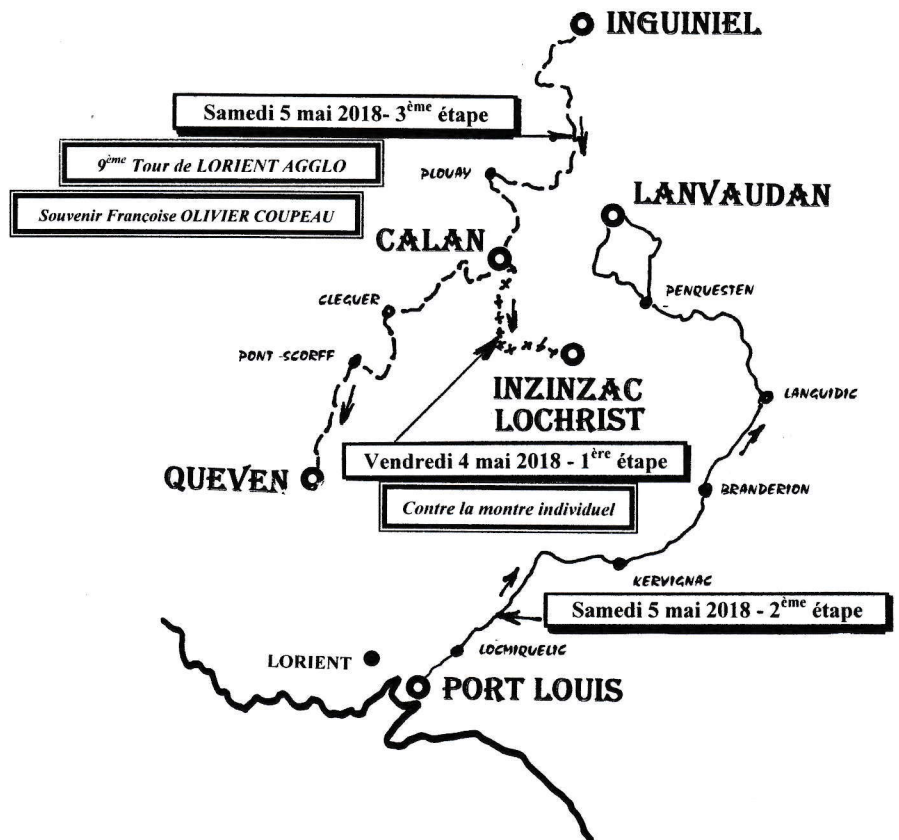 INGUINIEL
Samedi 5 mai 2018- 3ème étape
9ème Tour de LORIENT AGGLO
PLOUAY
LANVAUDAN
Souvenir Françoise OLIVIER COUPEAU
CALAN
PENQUESTEN
CLEGUER
PONT-SCORFF
INZINZAC
LOCHRIST
LANGUIDIC
Vendredi 4 mai 2018 - 1ère étape
QUEVEN
BRANDERION
Contre la montre individuel
KERVIGNAC
Samedi 5 mai 2018 - 2ème étape
LOCMIQUELIC
LORIENT
PORT LOUIS